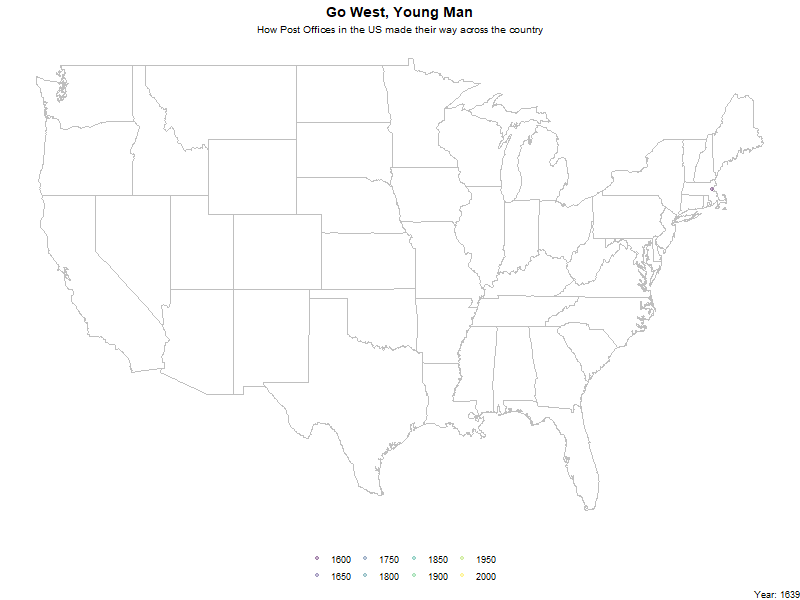 Go West, Young Man
How Post Offices in the US made their way across the country
1600 1750 1850 1950
1650 1800 1900 2000
Year: 1639